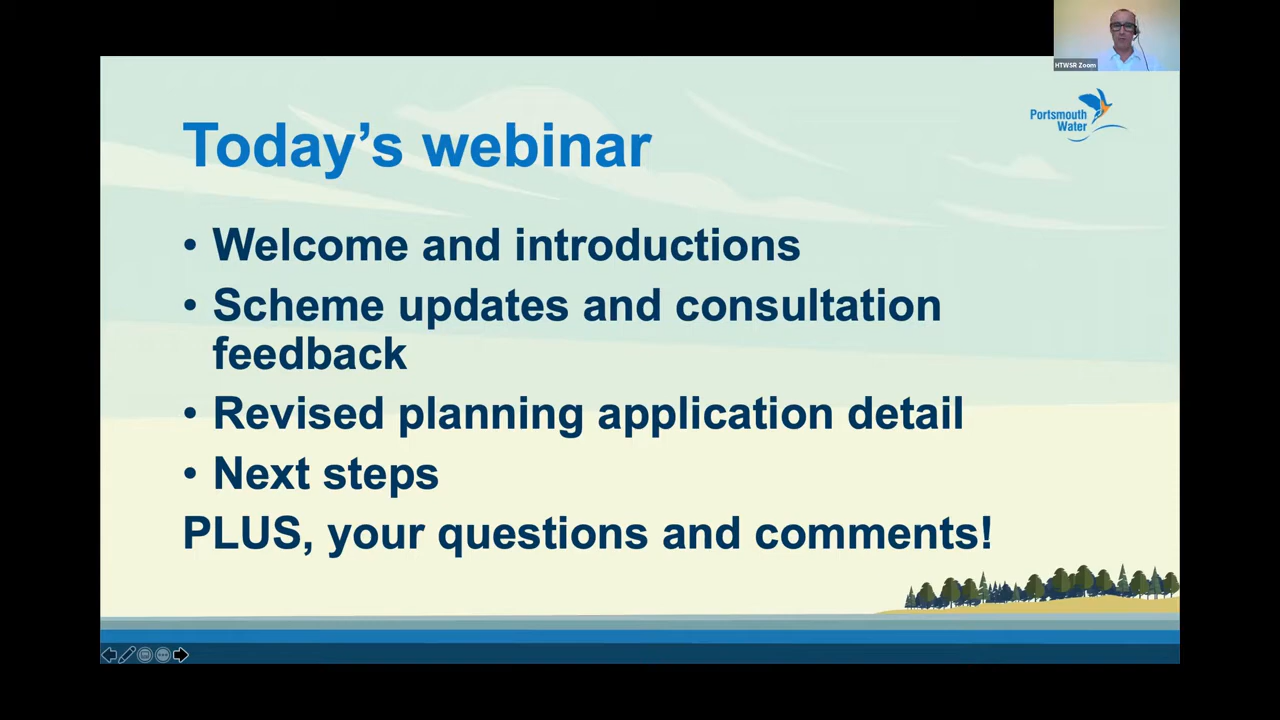 HTWSR Zoom
Portsmouth
Water
Today's webinar
• Welcome and introductions
• Scheme updates and consultation
feedback
• Revised planning application detail
• Next steps
PLUS, your questions and comments!